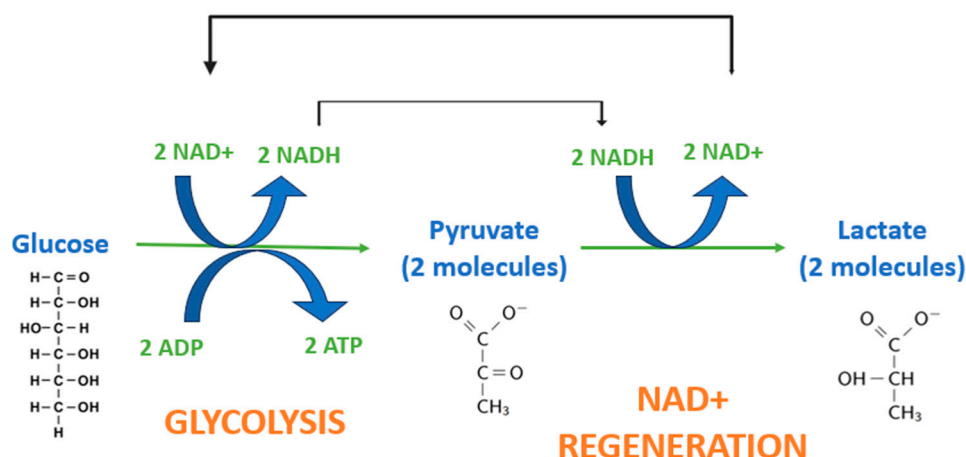 2 NAD+
2 NADH
2 NADH
2 NAD+
Glucose
Pyruvate
(2 molecules)
Lactate
(2 molecules)
2 ADP
2 ATP
H–C=O
H–C–OH
HO–C–H
H–C–OH
H–C–OH
H–C–OH
H
O
O⁻
C
C=O
CH₃
O
O⁻
C
OH–CH
CH₃
GLYCOLYSIS
NAD+
REGENERATION